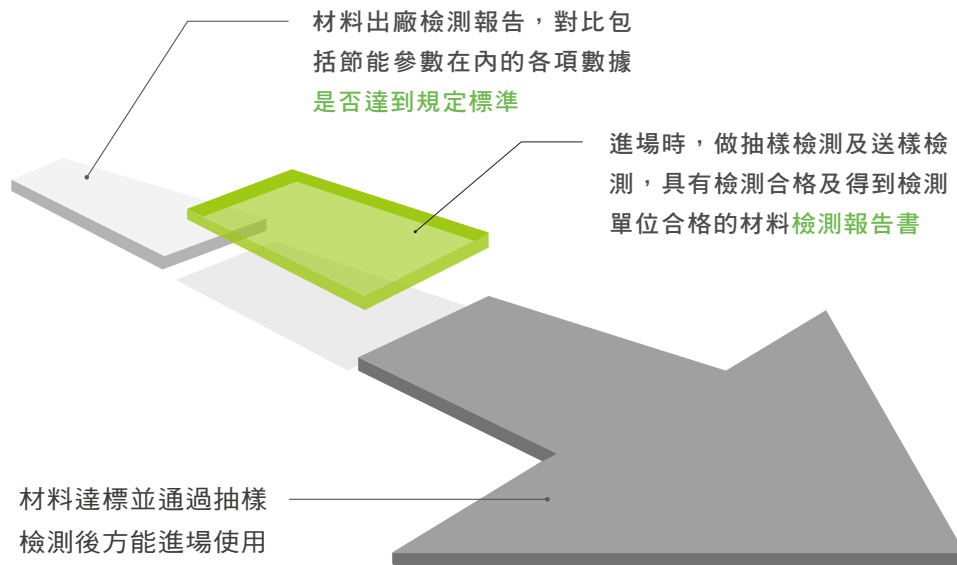 材料出廠檢測報告，對比包
括節能參數在內的各項數據
是否達到規定標準
進場時，做抽樣檢測及送樣檢
測，具有檢測合格及得到檢測
單位合格的材料檢測報告書
材料達標並通過抽樣
檢測後方能進場使用